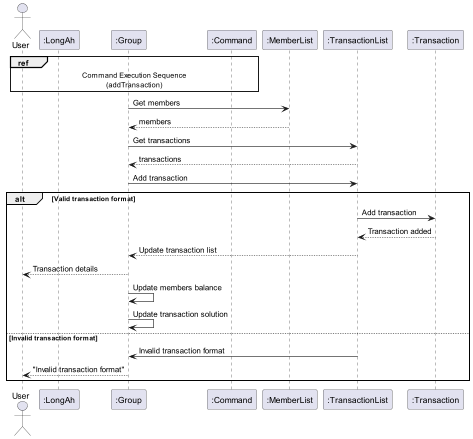 User
:LongAh
:Group
:Command
:MemberList
:TransactionList
:Transaction
ref
Command Execution Sequence
(addTransaction)
Get members
members
Get transactions
transactions
Add transaction
alt
[Valid transaction format]
Add transaction
Transaction added
Update transaction list
Transaction details
Update members balance
Update transaction solution
[Invalid transaction format]
Invalid transaction format
"Invalid transaction format"
User
:LongAh
:Group
:Command
:MemberList
:TransactionList
:Transaction